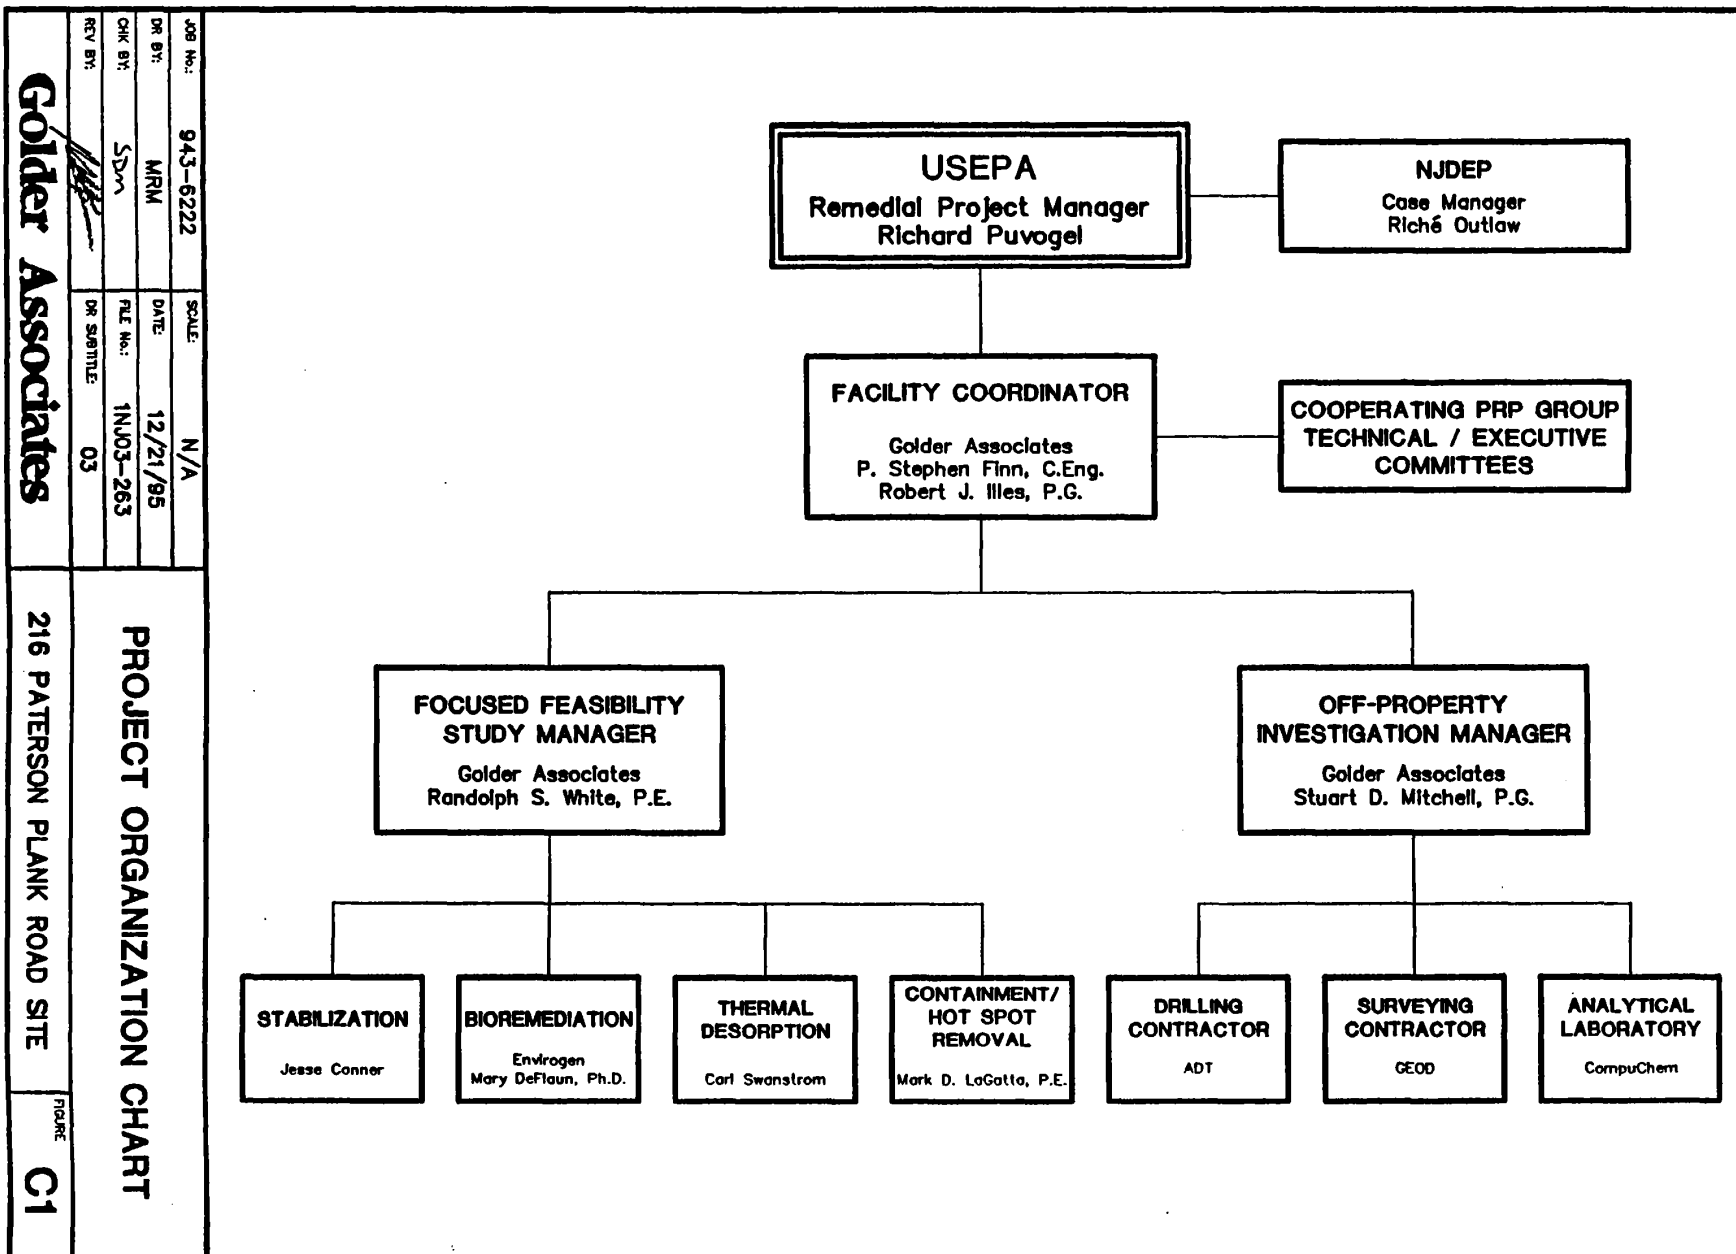 USEPA
Remedial Project Manager
Richard Puvogel
NJDEP
Case Manager
Riché Outlaw
FACILITY COORDINATOR
Golder Associates
P. Stephen Finn, C.Eng.
Robert J. Illes, P.G.
COOPERATING PRP GROUP
TECHNICAL / EXECUTIVE
COMMITTEES
FOCUSED FEASIBILITY
STUDY MANAGER
Golder Associates
Randolph S. White, P.E.
OFF-PROPERTY
INVESTIGATION MANAGER
Golder Associates
Stuart D. Mitchell, P.G.
STABILIZATION
Jesse Conner
BIOREMEDIATION
Envirogen
Mary DeFlaun, Ph.D.
THERMAL
DESORPTION
Carl Swanstrom
CONTAINMENT/
HOT SPOT
REMOVAL
Mark D. LaGatta, P.E.
DRILLING
CONTRACTOR
ADT
SURVEYING
CONTRACTOR
GEOD
ANALYTICAL
LABORATORY
CompuChem
JOB No.: 943-6222
SCALE: N/A
DR BY: MRM
DATE: 12/21/95
CHK BY: SDM
FILE No.: 1NJ03-263
REV BY:
DR SUBTITLE: 03
Golder Associates
PROJECT ORGANIZATION CHART
216 PATERSON PLANK ROAD SITE
FIGURE C1